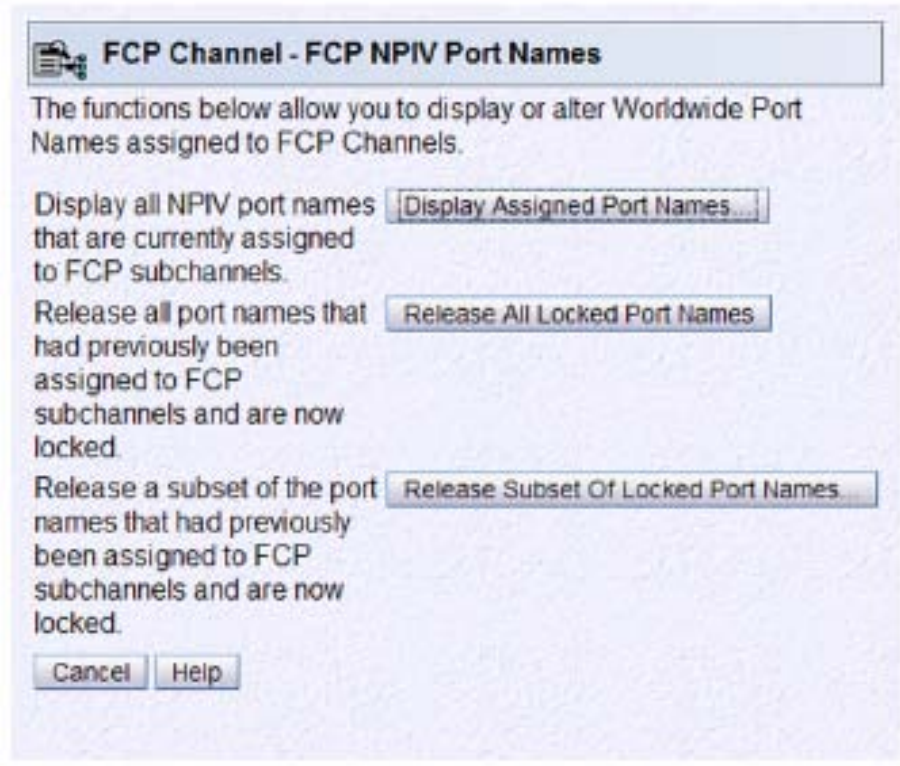 FCP Channel - FCP NPIV Port Names
The functions below allow you to display or alter Worldwide Port
Names assigned to FCP Channels.
Display all NPIV port names
that are currently assigned
to FCP subchannels.
Display Assigned Port Names...
Release all port names that
had previously been
assigned to FCP
subchannels and are now
locked.
Release All Locked Port Names
Release a subset of the port
names that had previously
been assigned to FCP
subchannels and are now
locked.
Release Subset Of Locked Port Names...
Cancel Help